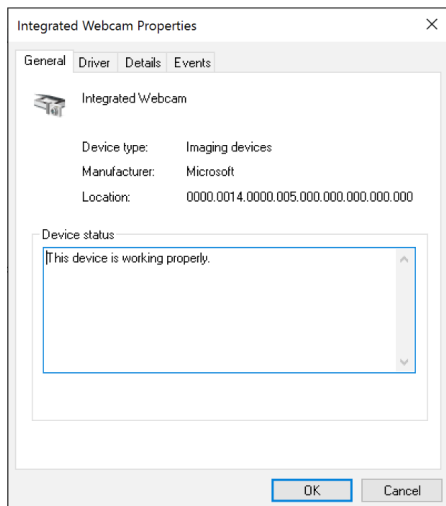 Integrated Webcam Properties
General Driver Details Events
Integrated Webcam
Device type: Imaging devices
Manufacturer: Microsoft
Location: 0000.0014.0000.005.000.000.000.000.000
Device status
This device is working properly.
OK Cancel